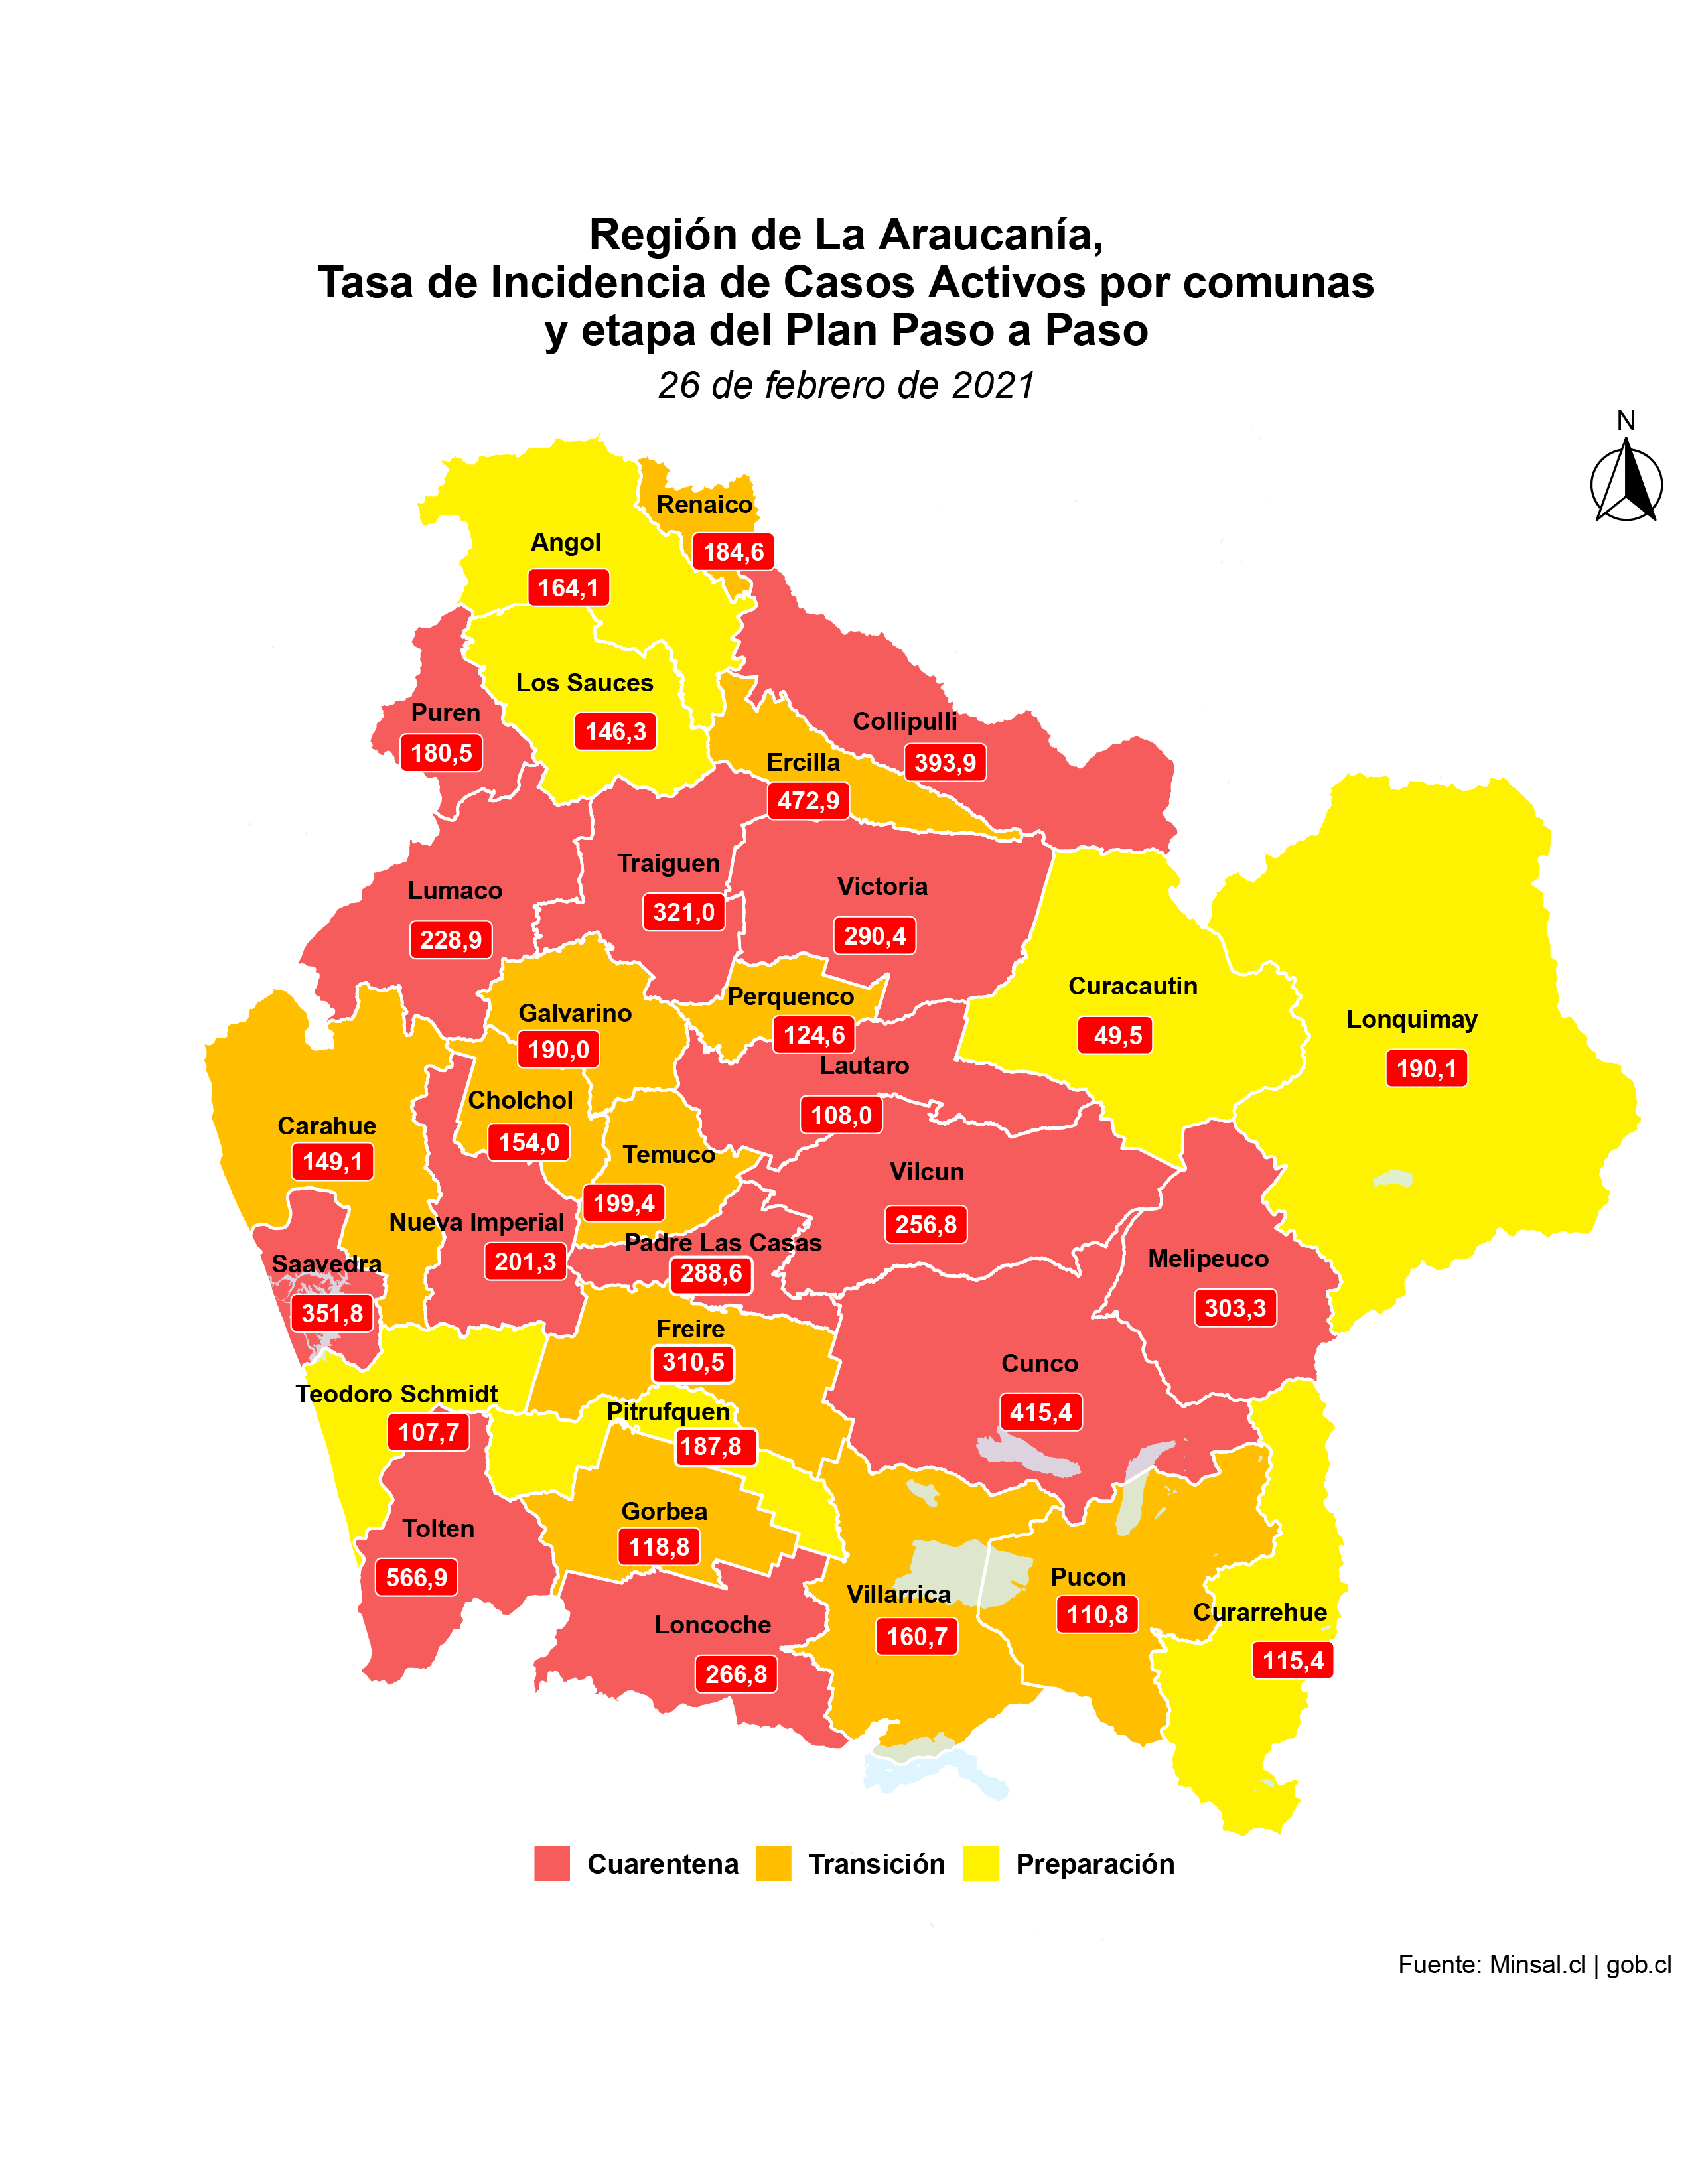 Región de La Araucanía,
Tasa de Incidencia de Casos Activos por comunas
y etapa del Plan Paso a Paso
26 de febrero de 2021
N
Renaico
184,6
Angol
164,1
Los Sauces
146,3
Puren
180,5
Collipulli
393,9
Ercilla
472,9
Traiguen
321,0
Victoria
290,4
Lumaco
228,9
Curacautin
49,5
Lonquimay
190,1
Perquenco
124,6
Galvarino
190,0
Lautaro
108,0
Cholchol
154,0
Carahue
149,1
Temuco
199,4
Vilcun
256,8
Nueva Imperial
201,3
Padre Las Casas
288,6
Saavedra
351,8
Melipeuco
303,3
Freire
310,5
Cunco
415,4
Teodoro Schmidt
107,7
Pitrufquen
187,8
Gorbea
118,8
Tolten
566,9
Villarrica
160,7
Pucon
110,8
Curarrehue
115,4
Loncoche
266,8
Cuarentena Transición Preparación
Fuente: Minsal.cl | gob.cl